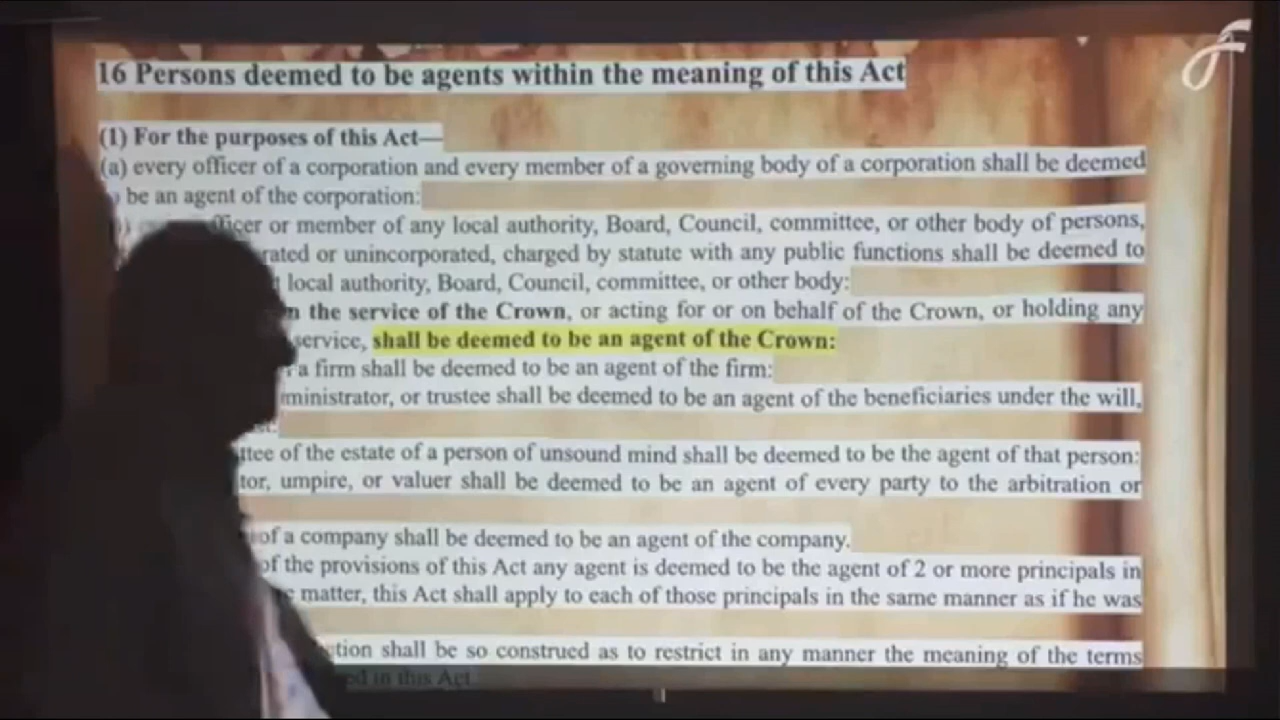 16 Persons deemed to be agents within the meaning of this Act
(1) For the purposes of this Act—
(a) every officer of a corporation and every member of a governing body of a corporation shall be deemed
be an agent of the corporation:
or member of any local authority, Board, Council, committee, or other body of persons,
or unincorporated, charged by statute with any public functions shall be deemed to
local authority, Board, Council, committee, or other body:
the service of the Crown, or acting for or on behalf of the Crown, or holding any
service, shall be deemed to be an agent of the Crown:
a firm shall be deemed to be an agent of the firm:
or trustee shall be deemed to be an agent of the beneficiaries under the will,
of the estate of a person of unsound mind shall be deemed to be the agent of that person:
umpire, or valuer shall be deemed to be an agent of every party to the arbitration or
of a company shall be deemed to be an agent of the company.
of the provisions of this Act any agent is deemed to be the agent of 2 or more principals in
matter, this Act shall apply to each of those principals in the same manner as if he was
shall be so construed as to restrict in any manner the meaning of the terms
in this Act